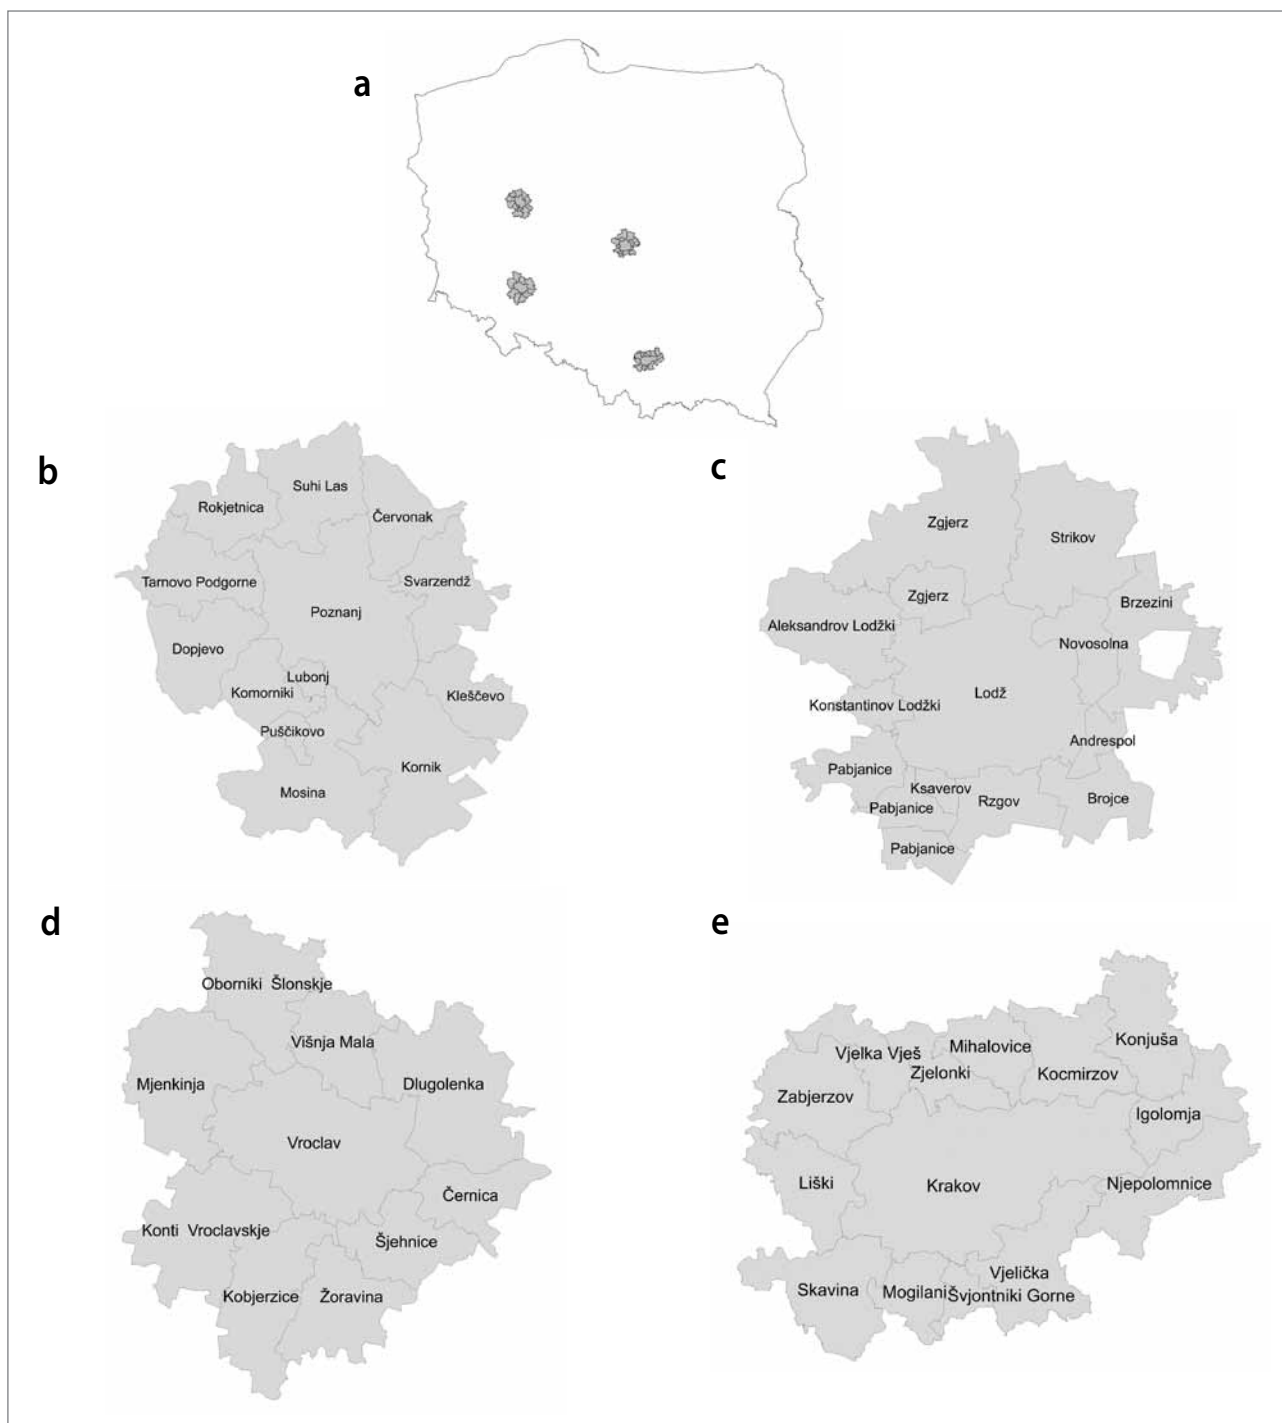 a
b
Suhi Las
Rokjetnica
Červonak
Tarnovo Podgorne
Svarzendž
Poznanj
Dopjevo
Lubonj
Komorniki
Kleščevo
Puščikovo
Kornik
Mosina
c
Zgjerz
Strikov
Zgjerz
Brzezini
Aleksandrov Lodžki
Novosolna
Lodž
Konstantinov Lodžki
Andrespol
Pabjanice
Ksaverov
Pabjanice
Rzgov
Brojce
Pabjanice
d
Oborniki Šlonskje
Višnja Mala
Mjenkinja
Dlugolenka
Vroclav
Černica
Konti Vroclavskje
Šjehnice
Kobjerzice
Žoravina
e
Konjuša
Mihalovice
Vjelka Vješ
Zjelonki
Kocmirzov
Zabjerzov
Igolomja
Liški
Krakov
Njepolomnice
Vjelička
Skavina
Mogilani
Švjontniki Gorne